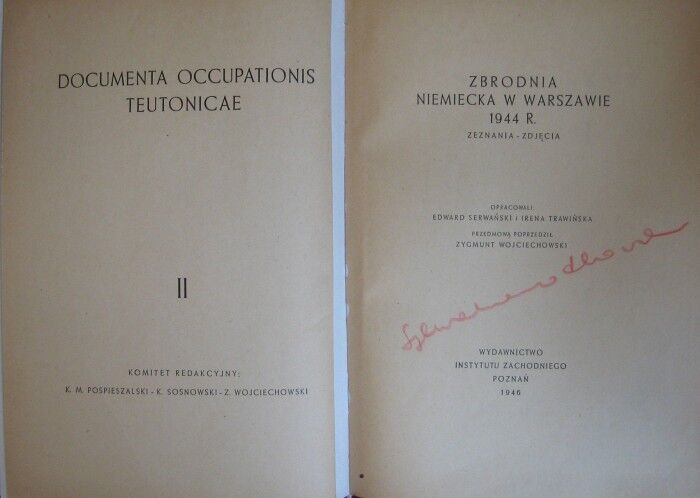 DOCUMENTA OCCUPATIONIS
TEUTONICAE
II
KOMITET REDAKCYJNY:
K. M. POSPIESZALSKI - K. SOSNOWSKI - Z. WOJCIECHOWSKI
ZBRODNIA
NIEMIECKA W WARSZAWIE
1944 R.
ZEZNANIA - ZDJĘCIA
OPRACOWALI
EDWARD SERWAŃSKI I IRENA TRAWIŃSKA
PRZEDMOWĄ POPRZEDZIŁ
ZYGMUNT WOJCIECHOWSKI
WYDAWNICTWO
INSTYTUTU ZACHODNIEGO
POZNAŃ
1946